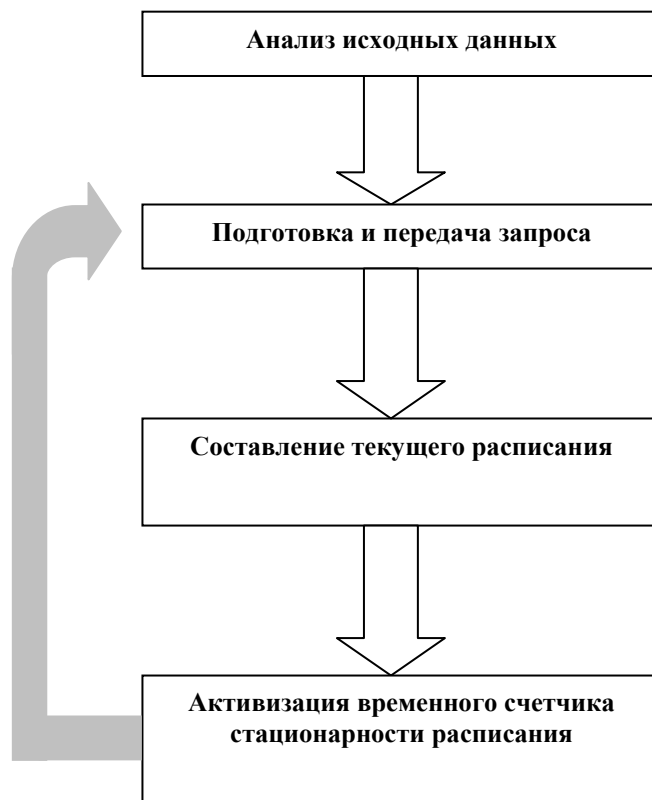 Анализ исходных данных
Подготовка и передача запроса
Составление текущего расписания
Активизация временного счетчика
стационарности расписания